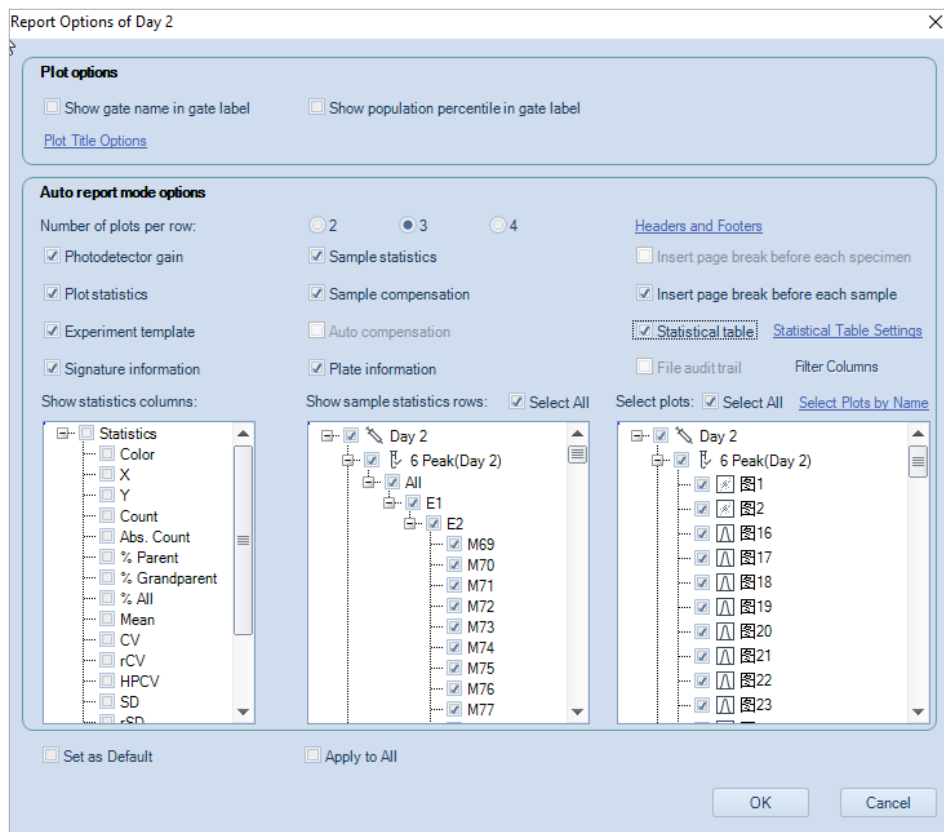 Report Options of Day 2
Plot options
Show gate name in gate label
Show population percentile in gate label
Plot Title Options
Auto report mode options
Number of plots per row:
2
3
4
Headers and Footers
Photodetector gain
Sample statistics
Insert page break before each specimen
Plot statistics
Sample compensation
Insert page break before each sample
Experiment template
Auto compensation
Statistical table
Statistical Table Settings
Signature information
Plate information
File audit trail
Filter Columns
Show statistics columns:
Show sample statistics rows:
Select All
Select plots:
Select All
Select Plots by Name
Statistics
Color
X
Y
Count
Abs. Count
% Parent
% Grandparent
% All
Mean
CV
rCV
HPCV
SD
rSD
Day 2
6 Peak(Day 2)
All
E1
E2
M69
M70
M71
M72
M73
M74
M75
M76
M77
Day 2
6 Peak(Day 2)
图1
图2
图16
图17
图18
图19
图20
图21
图22
图23
Set as Default
Apply to All
OK
Cancel